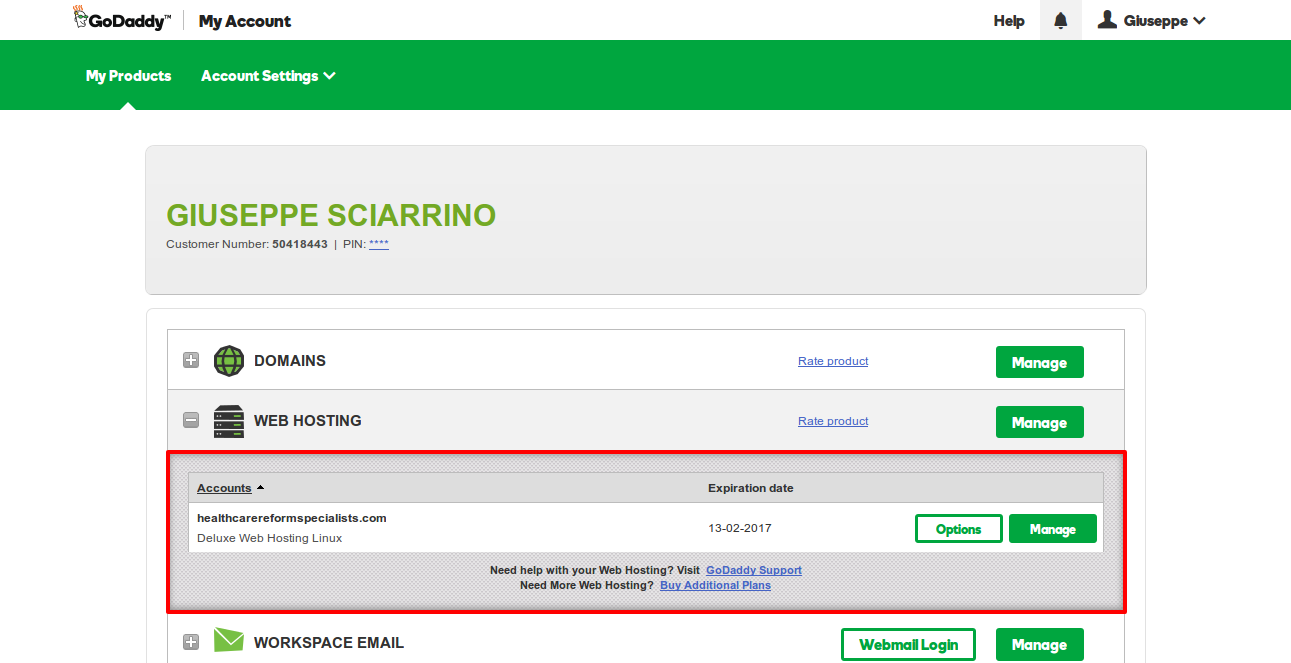 GoDaddy™ My Account Help Giuseppe
My Products Account Settings
GIUSEPPE SCIARRINO
Customer Number: 50418443 | PIN: ****
DOMAINS Rate product Manage
WEB HOSTING Rate product Manage
Accounts Expiration date
healthcarereformspecialists.com
Deluxe Web Hosting Linux 13-02-2017 Options Manage
Need help with your Web Hosting? Visit GoDaddy Support
Need More Web Hosting? Buy Additional Plans
WORKSPACE EMAIL Webmail Login Manage